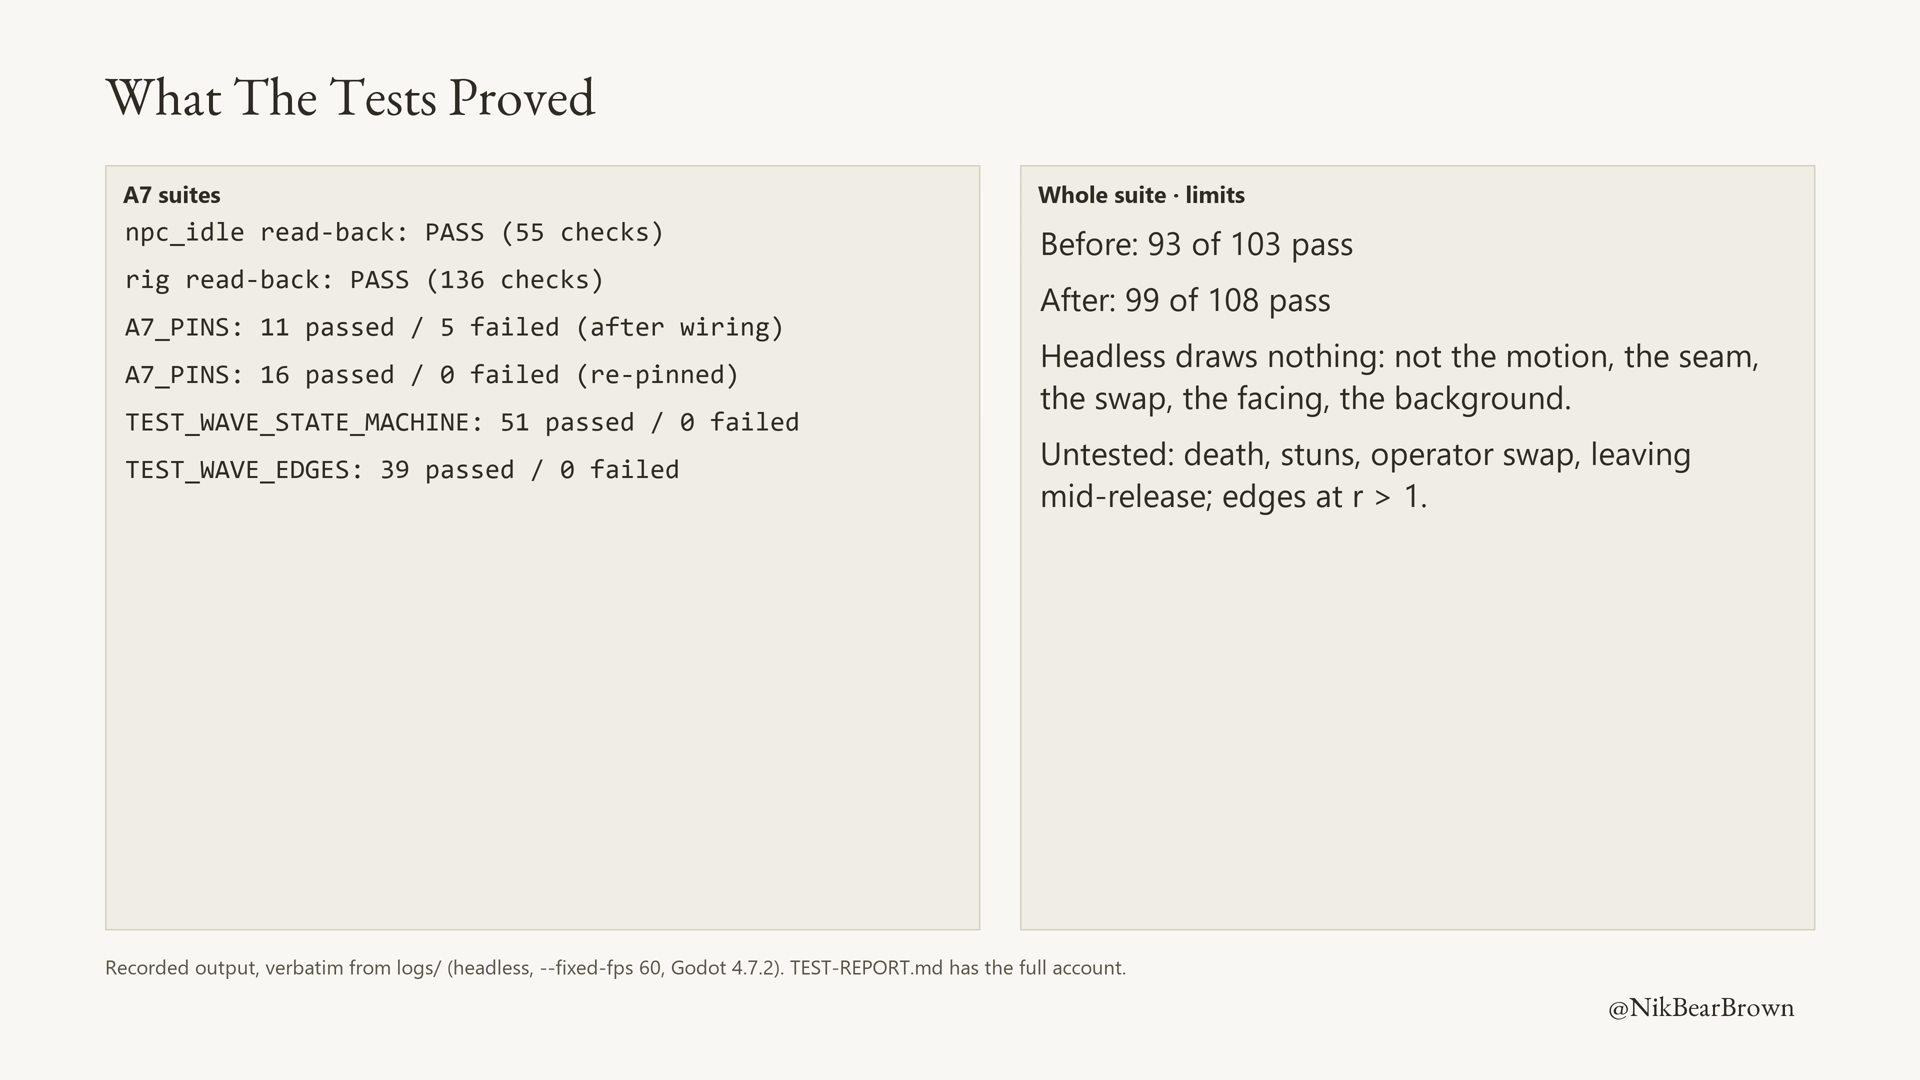 What The Tests Proved
A7 suites
npc_idle read-back: PASS (55 checks)
rig read-back: PASS (136 checks)
A7_PINS: 11 passed / 5 failed (after wiring)
A7_PINS: 16 passed / 0 failed (re-pinned)
TEST_WAVE_STATE_MACHINE: 51 passed / 0 failed
TEST_WAVE_EDGES: 39 passed / 0 failed
Whole suite · limits
Before: 93 of 103 pass
After: 99 of 108 pass
Headless draws nothing: not the motion, the seam,
the swap, the facing, the background.
Untested: death, stuns, operator swap, leaving
mid-release; edges at r > 1.
Recorded output, verbatim from logs/ (headless, --fixed-fps 60, Godot 4.7.2). TEST-REPORT.md has the full account.
@NikBearBrown